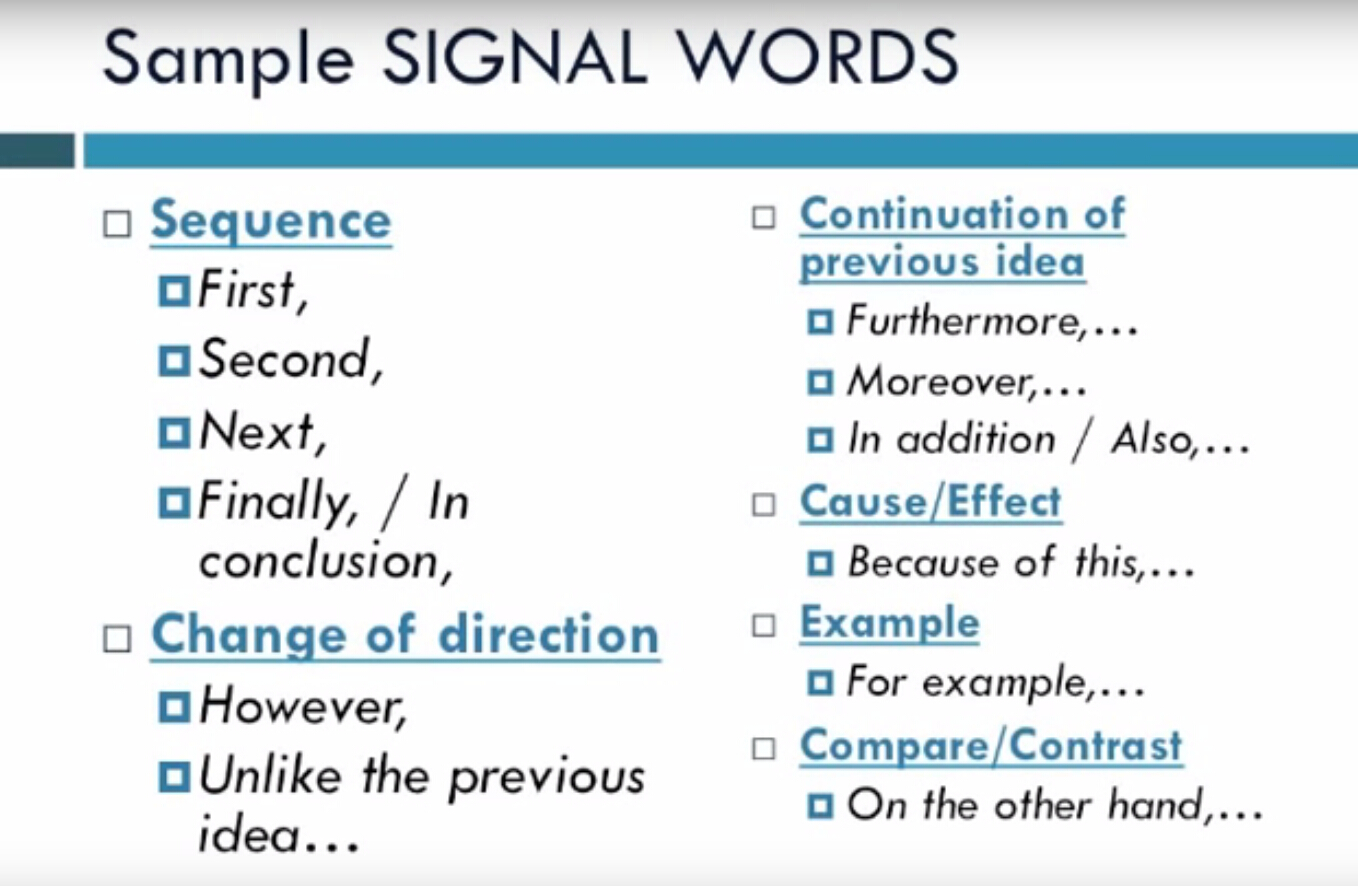 Sample SIGNAL WORDS
Sequence
First,
Second,
Next,
Finally, / In
conclusion,
Change of direction
However,
Unlike the previous
idea...
Continuation of
previous idea
Furthermore,...
Moreover,...
In addition / Also,...
Cause/Effect
Because of this,...
Example
For example,...
Compare/Contrast
On the other hand,...